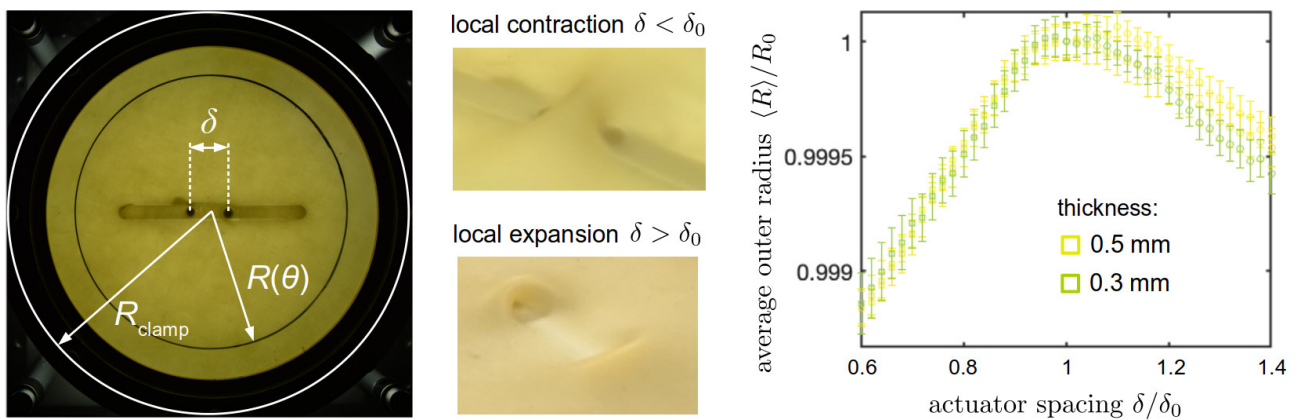 δ
R(θ)
R_clamp
local contraction δ < δ₀
local expansion δ > δ₀
average outer radius ⟨R⟩/R₀
1
0.9995
0.999
thickness:
0.5 mm
0.3 mm
0.6
0.8
1
1.2
1.4
actuator spacing δ/δ₀